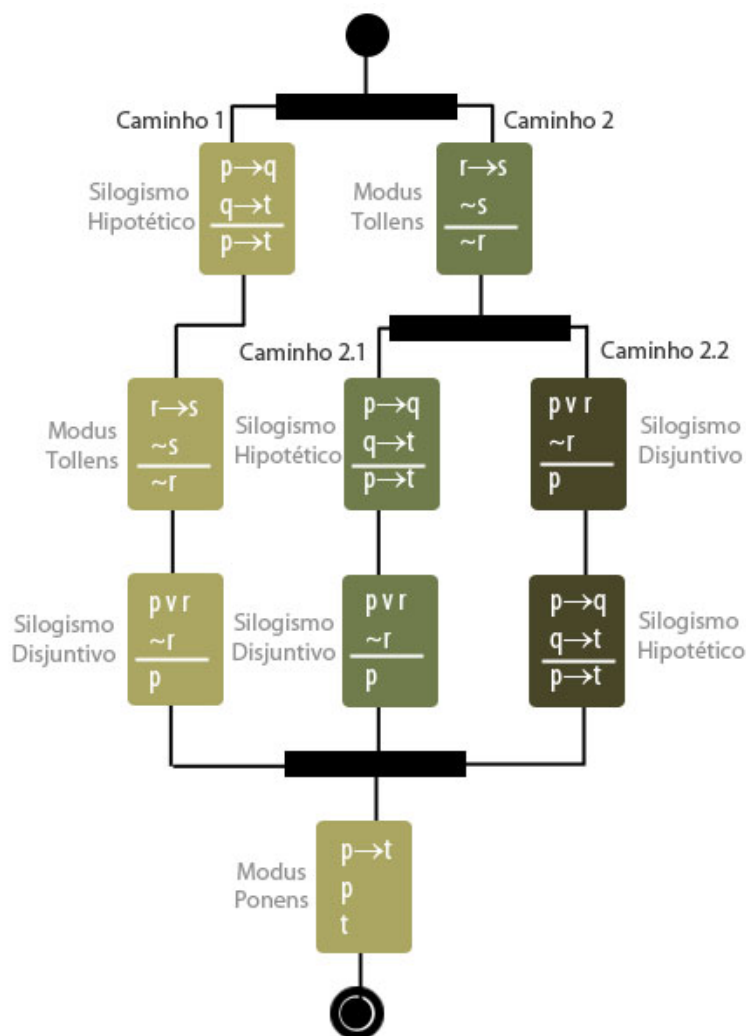 Caminho 1
Caminho 2
Silogismo
Hipotético
p→q
q→t
p→t
Modus
Tollens
r→s
~s
~r
Caminho 2.1
Caminho 2.2
Modus
Tollens
r→s
~s
~r
Silogismo
Hipotético
p→q
q→t
p→t
p v r
~r
p
Silogismo
Disjuntivo
Silogismo
Disjuntivo
p v r
~r
p
Silogismo
Disjuntivo
p v r
~r
p
p→q
q→t
p→t
Silogismo
Hipotético
Modus
Ponens
p→t
p
t